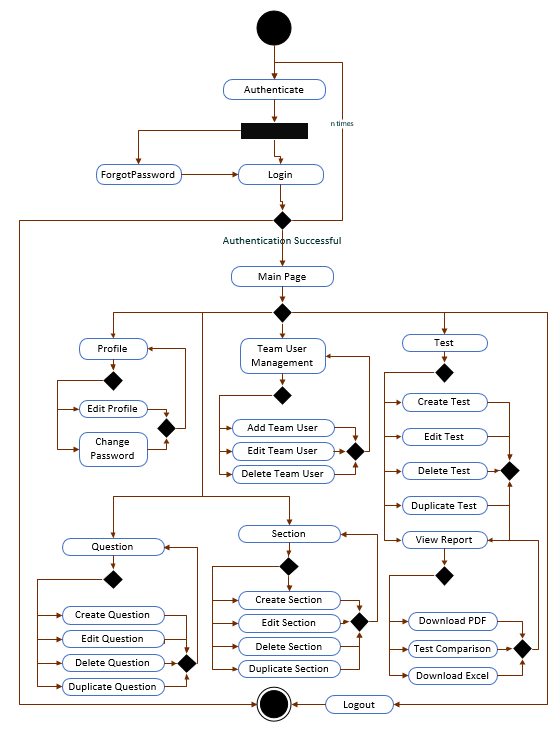 Authenticate
n times
ForgotPassword
Login
Authentication Successful
Main Page
Profile
Team User
Management
Test
Edit Profile
Change
Password
Add Team User
Edit Team User
Delete Team User
Create Test
Edit Test
Delete Test
Duplicate Test
View Report
Question
Section
Create Question
Edit Question
Delete Question
Duplicate Question
Create Section
Edit Section
Delete Section
Duplicate Section
Download PDF
Test Comparison
Download Excel
Logout